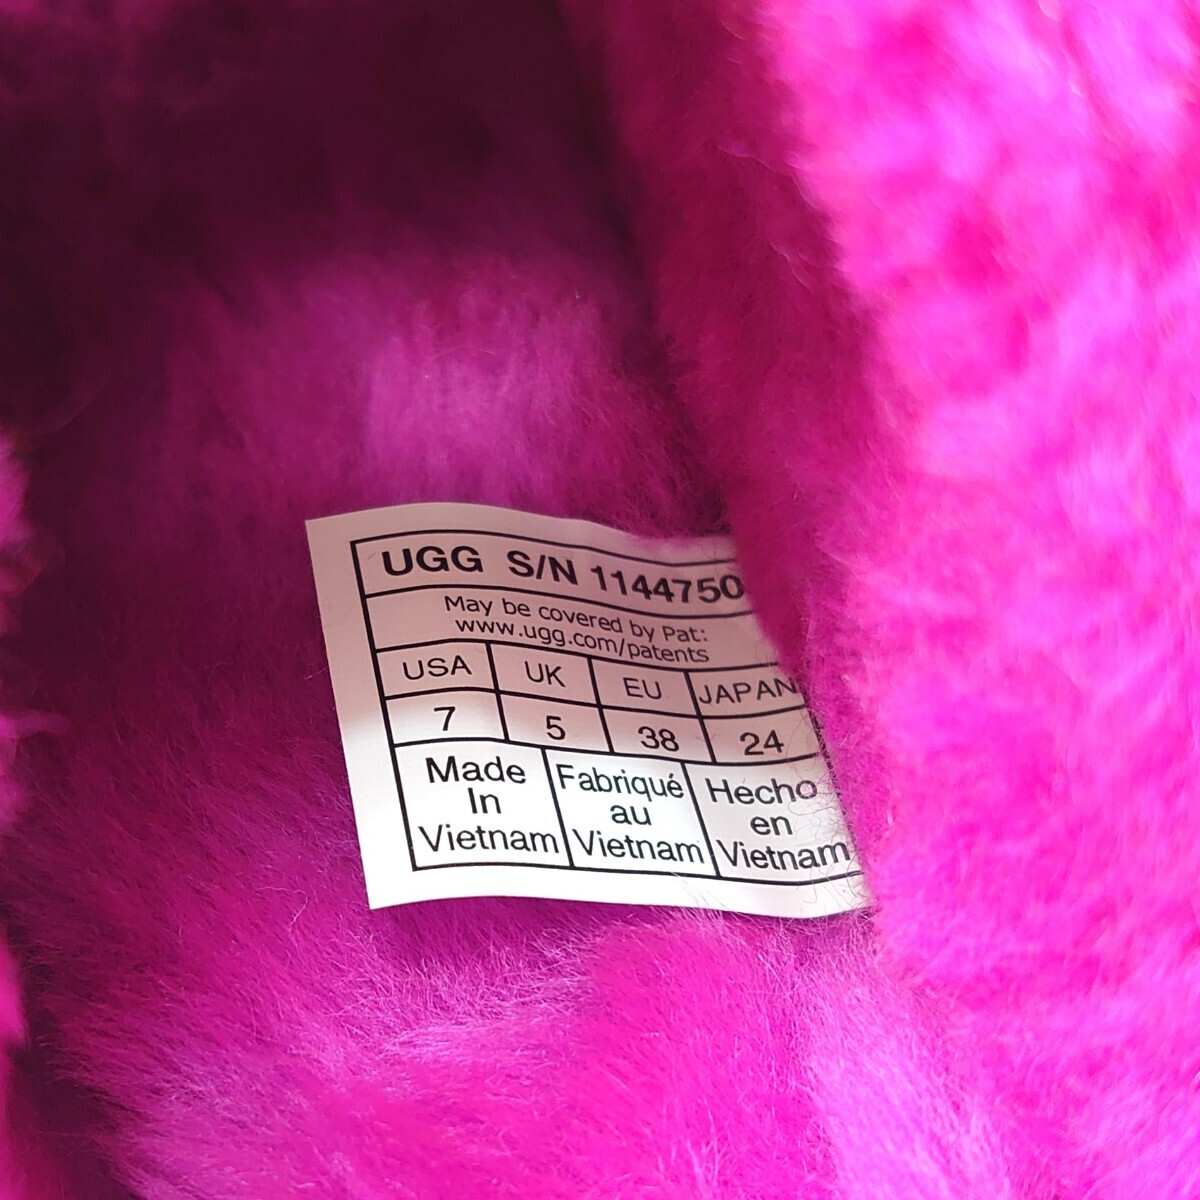 UGG S/N 1144750
May be covered by Pat:
www.ugg.com/patents
USA UK EU JAPAN
7 5 38 24
Made In Vietnam
Fabriqué au Vietnam
Hecho en Vietnam